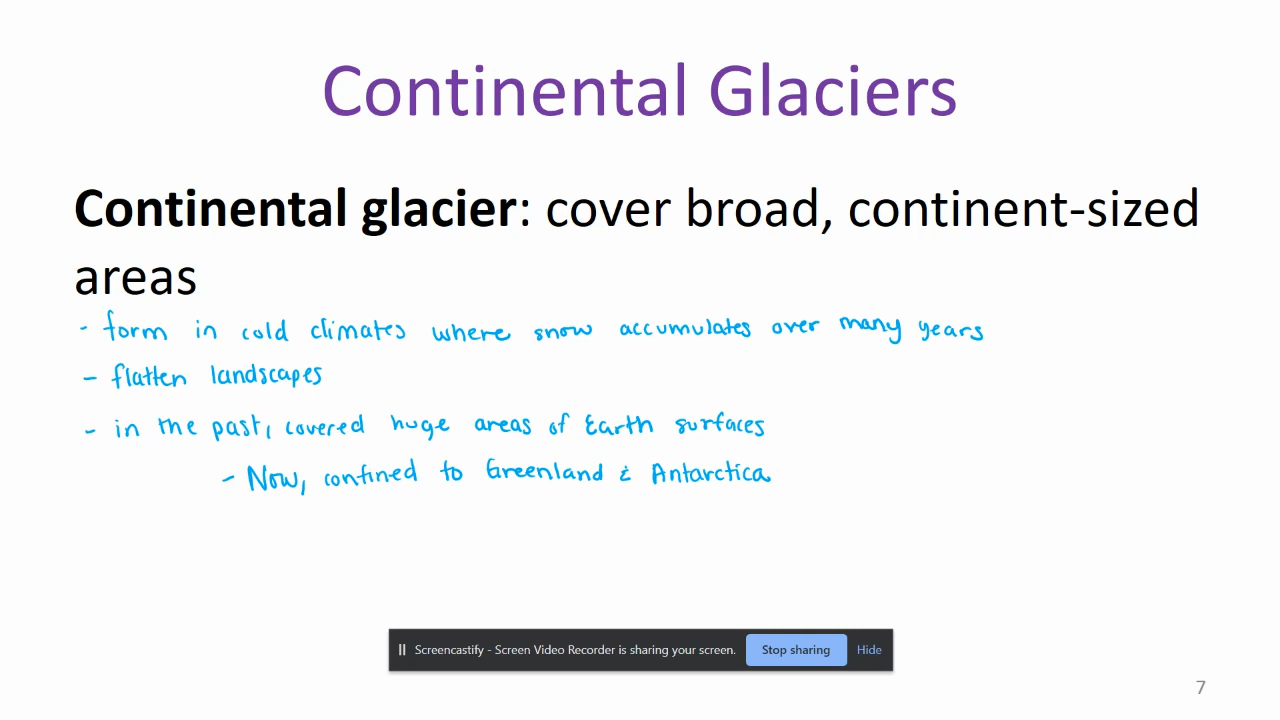 Continental Glaciers
Continental glacier: cover broad, continent-sized
areas
- form in cold climates where snow accumulates over many years
- flatten landscapes
- in the past, covered huge areas of Earth surfaces
- Now, confined to Greenland & Antarctica
Screencastify - Screen Video Recorder is sharing your screen. Stop sharing Hide
7